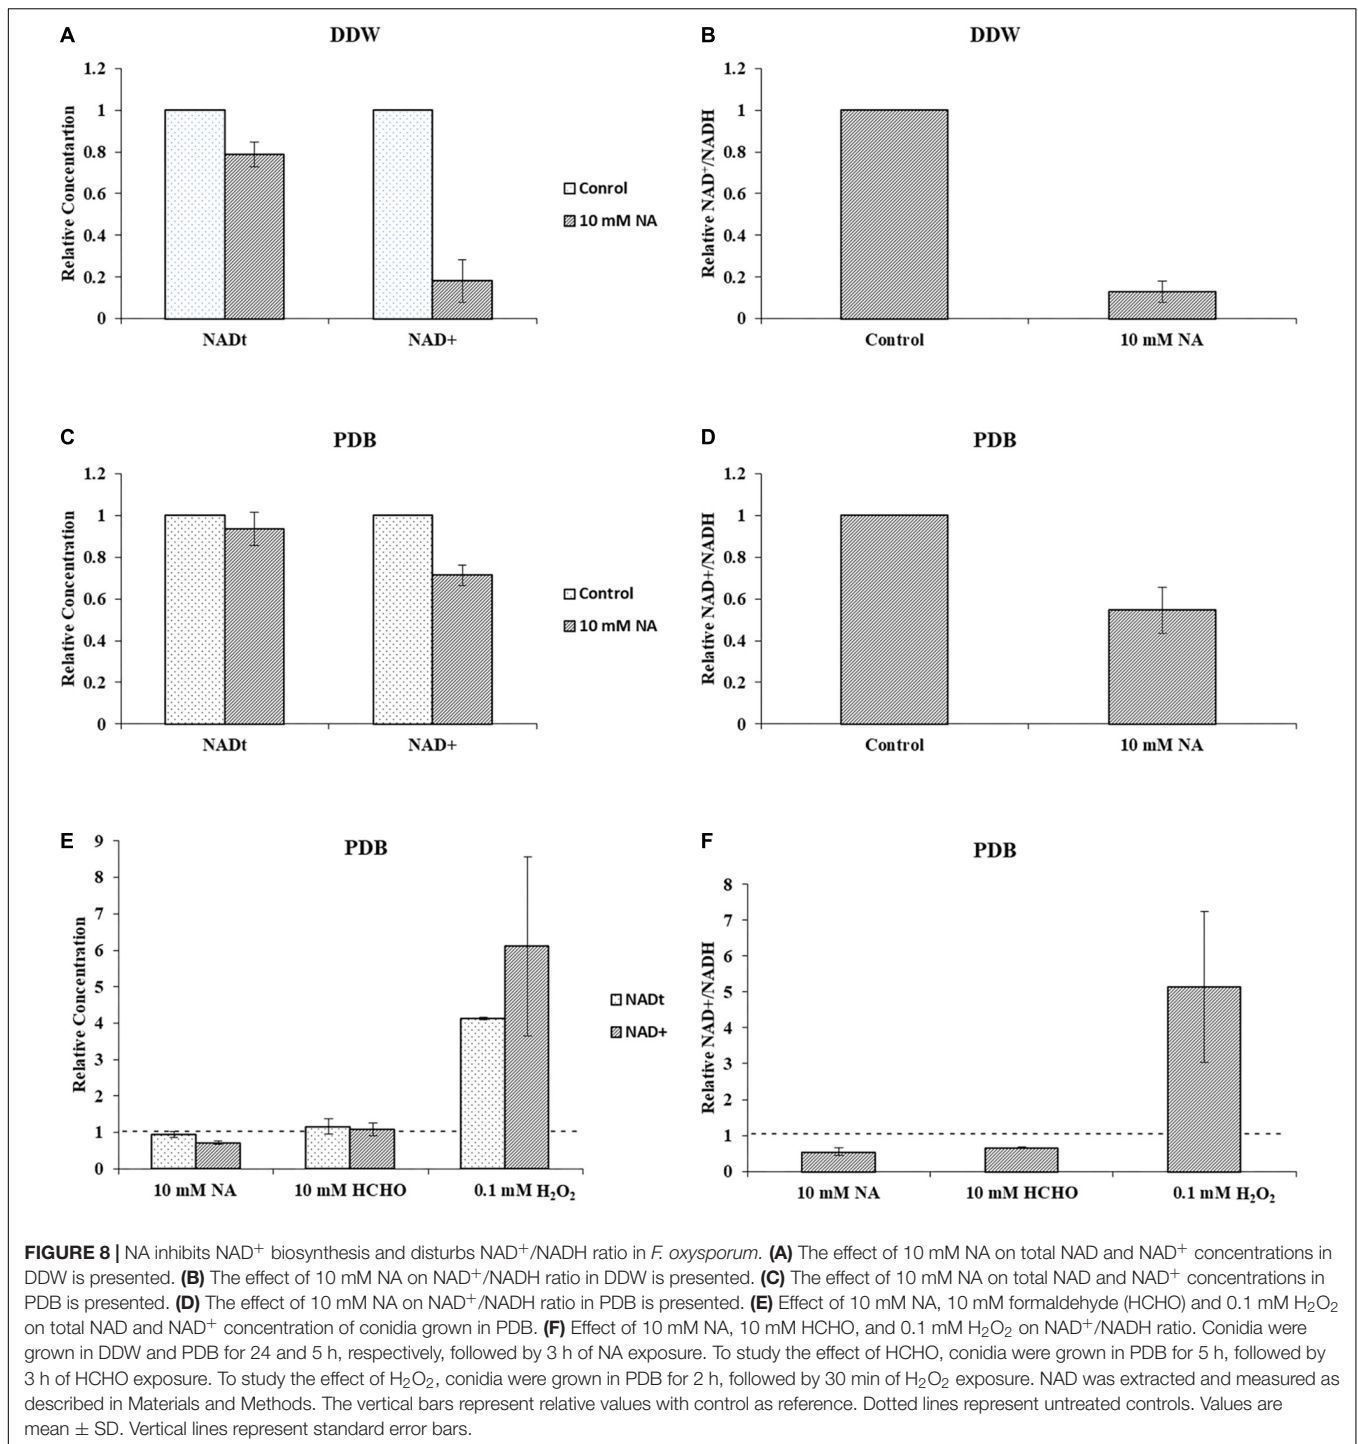 A
DDW
Relative Concentartion
1.2
1
0.8
0.6
0.4
0.2
0
NADt
NAD+
Conrol
10 mM NA
B
DDW
Relative NAD⁺/NADH
1.2
1
0.8
0.6
0.4
0.2
0
Control
10 mM NA
C
PDB
Relative Concentration
1.2
1
0.8
0.6
0.4
0.2
0
NADt
NAD+
Control
10 mM NA
D
PDB
Relative NAD+/NADH
1.2
1
0.8
0.6
0.4
0.2
0
Control
10 mM NA
E
PDB
Relative Concentration
9
8
7
6
5
4
3
2
1
0
10 mM NA
10 mM HCHO
0.1 mM H₂O₂
NADt
NAD+
F
PDB
Relative NAD+/NADH
8
7
6
5
4
3
2
1
0
10 mM NA
10 mM HCHO
0.1 mM H₂O₂
FIGURE 8 | NA inhibits NAD⁺ biosynthesis and disturbs NAD⁺/NADH ratio in F. oxysporum. (A) The effect of 10 mM NA on total NAD and NAD⁺ concentrations in
DDW is presented. (B) The effect of 10 mM NA on NAD⁺/NADH ratio in DDW is presented. (C) The effect of 10 mM NA on total NAD and NAD⁺ concentrations in
PDB is presented. (D) The effect of 10 mM NA on NAD⁺/NADH ratio in PDB is presented. (E) Effect of 10 mM NA, 10 mM formaldehyde (HCHO) and 0.1 mM H₂O₂
on total NAD and NAD⁺ concentration of conidia grown in PDB. (F) Effect of 10 mM NA, 10 mM HCHO, and 0.1 mM H₂O₂ on NAD⁺/NADH ratio. Conidia were
grown in DDW and PDB for 24 and 5 h, respectively, followed by 3 h of NA exposure. To study the effect of HCHO, conidia were grown in PDB for 5 h, followed by
3 h of HCHO exposure. To study the effect of H₂O₂, conidia were grown in PDB for 2 h, followed by 30 min of H₂O₂ exposure. NAD was extracted and measured as
described in Materials and Methods. The vertical bars represent relative values with control as reference. Dotted lines represent untreated controls. Values are
mean ± SD. Vertical lines represent standard error bars.